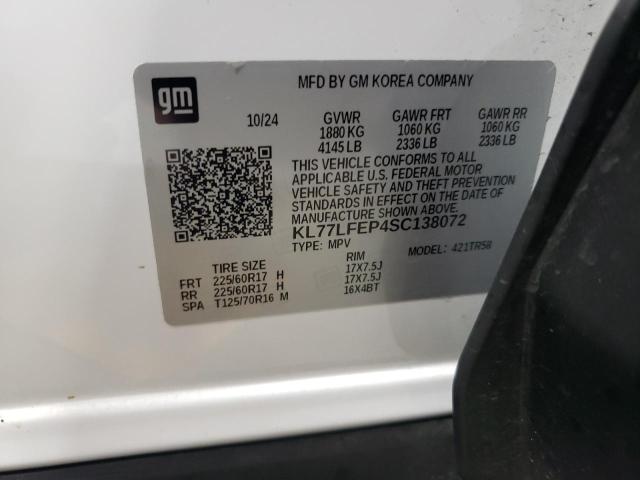 gm
MFD BY GM KOREA COMPANY
10/24 GVWR GAWR FRT GAWR RR
1880 KG 1060 KG 1060 KG
4145 LB 2336 LB 2336 LB
THIS VEHICLE CONFORMS TO ALL
APPLICABLE U.S. FEDERAL MOTOR
VEHICLE SAFETY AND THEFT PREVENTION
STANDARDS IN EFFECT ON THE DATE OF
MANUFACTURE SHOWN ABOVE.
KL77LFEP4SC138072
TYPE: MPV MODEL: 421TR58
TIRE SIZE RIM
FRT 225/60R17 H 17X7.5J
RR 225/60R17 H 17X7.5J
SPA T125/70R16 M 16X4BT